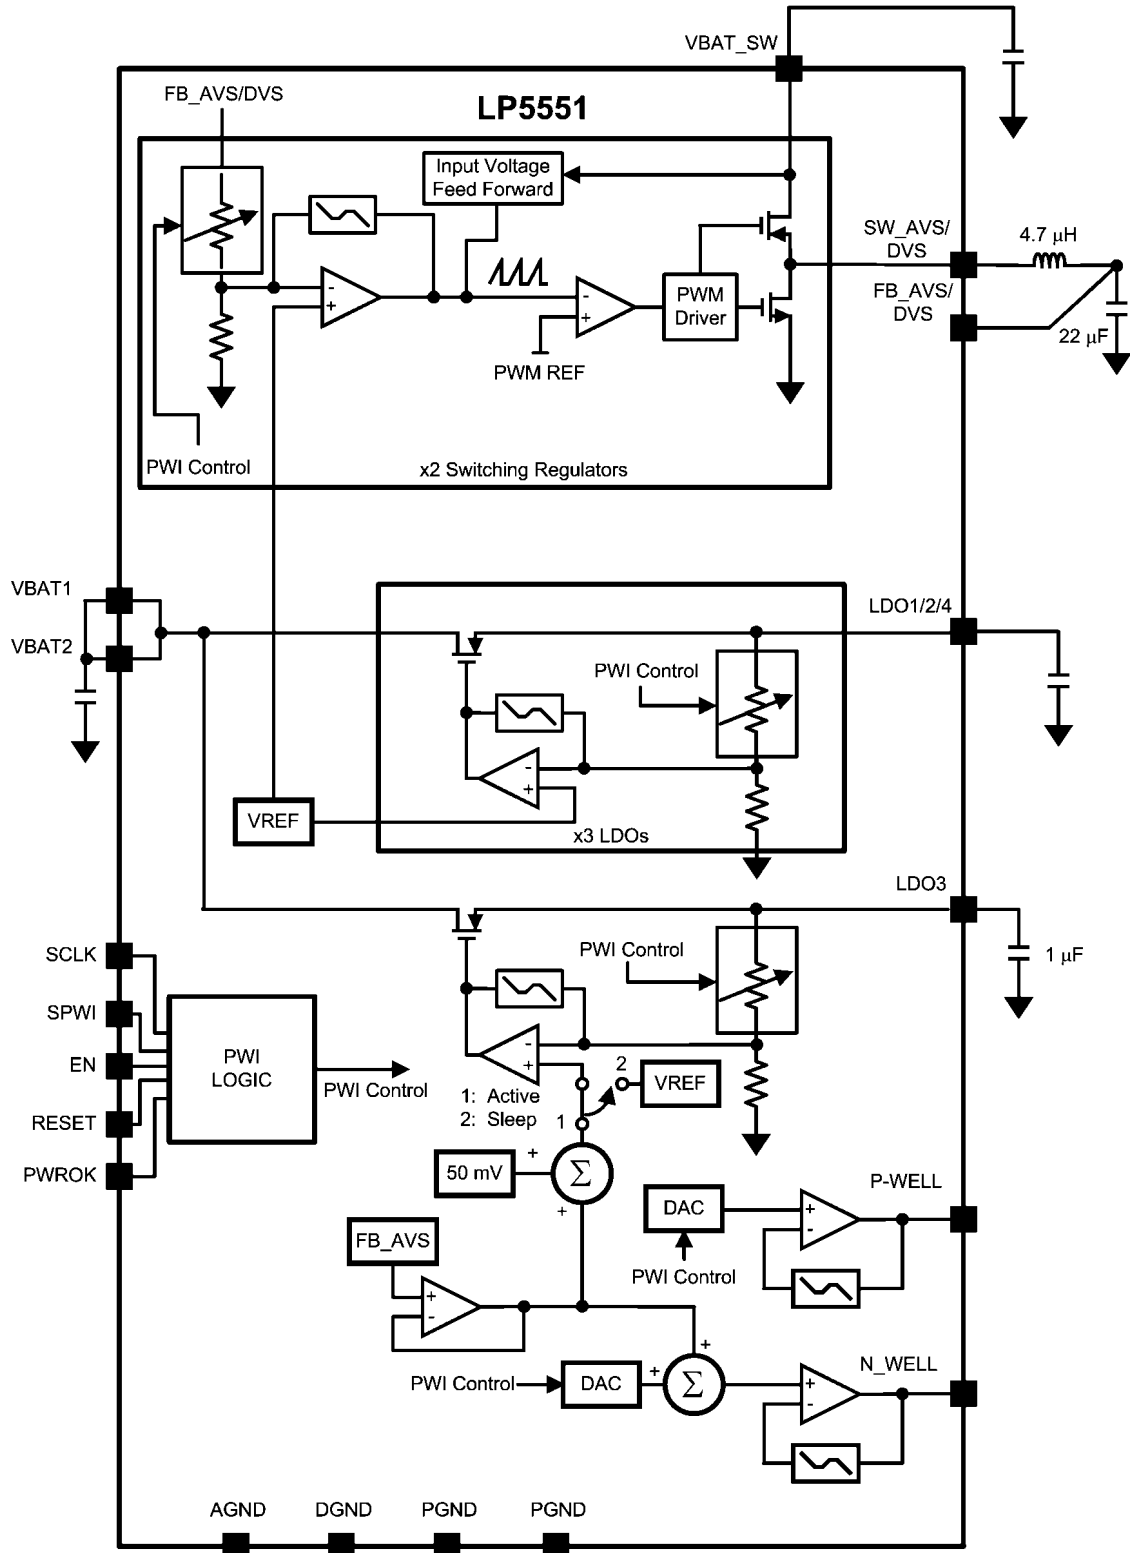 VBAT_SW
FB_AVS/DVS
LP5551
Input Voltage
Feed Forward
SW_AVS/
DVS
4.7 μH
FB_AVS/
DVS
-
+
-
+
PWM
Driver
22 μF
PWM REF
PWI Control
x2 Switching Regulators
VBAT1
LDO1/2/4
VBAT2
PWI Control
-
+
VREF
x3 LDOs
LDO3
SCLK
PWI Control
1 μF
SPWI
PWI
LOGIC
EN
PWI Control
-
+
2
VREF
1: Active
2: Sleep
1
RESET
PWROK
50 mV
+
Σ
+
P-WELL
DAC
+
-
PWI Control
FB_AVS
+
-
+
N_WELL
PWI Control
DAC
+
Σ
+
-
AGND
DGND
PGND
PGND